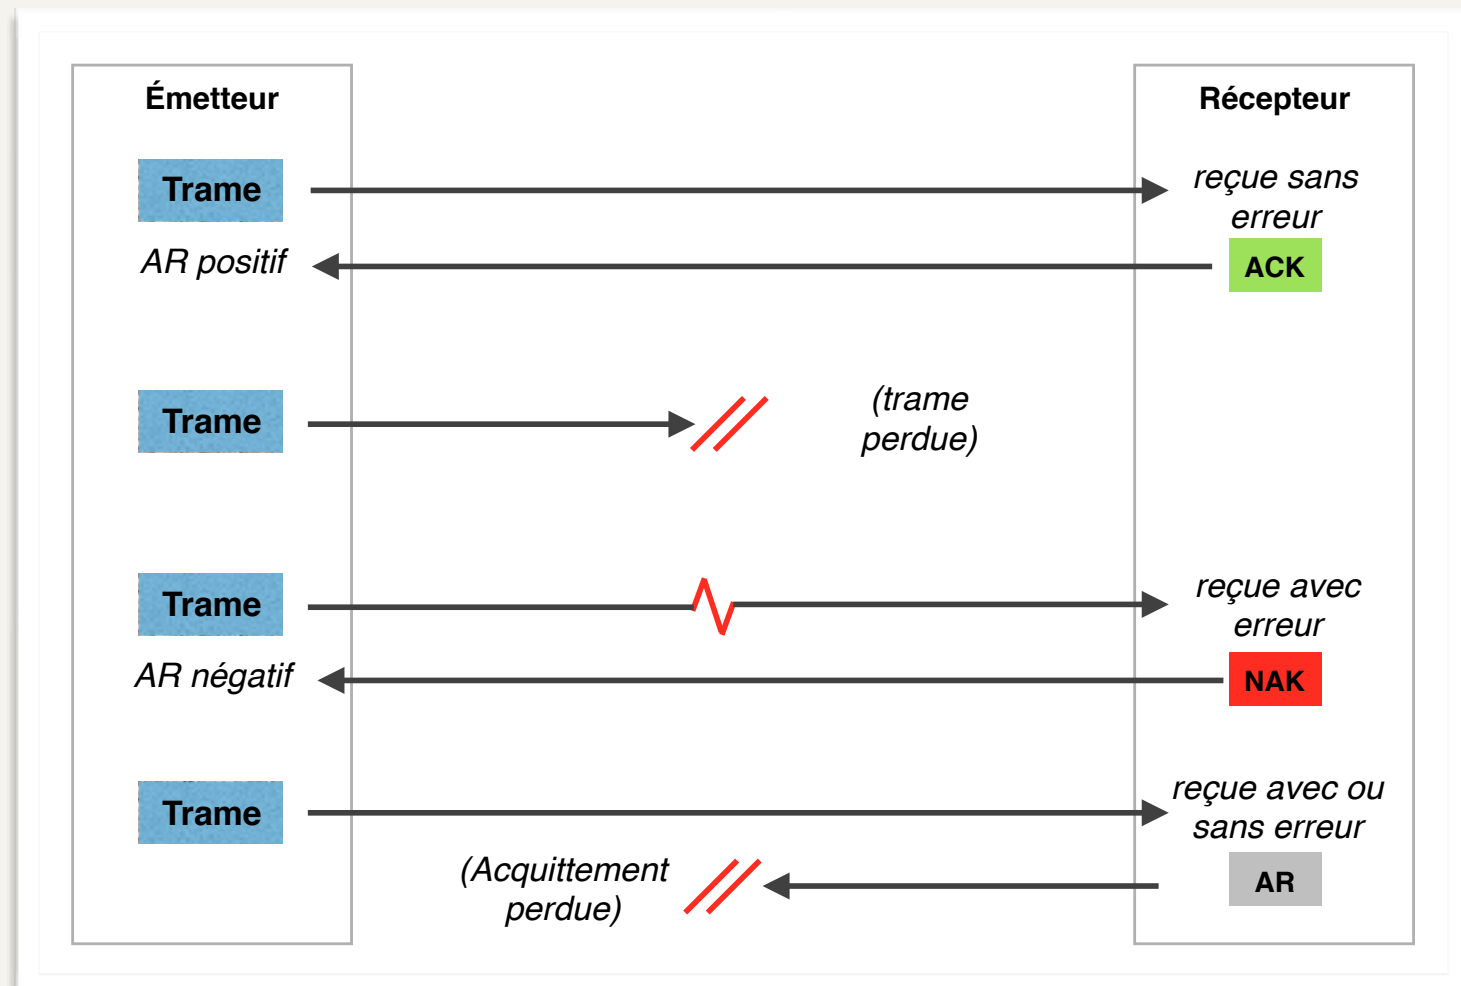 Émetteur
Récepteur
Trame
reçue sans
erreur
AR positif
ACK
Trame
(trame
perdue)
Trame
reçue avec
erreur
AR négatif
NAK
Trame
reçue avec ou
sans erreur
(Acquittement
perdue)
AR